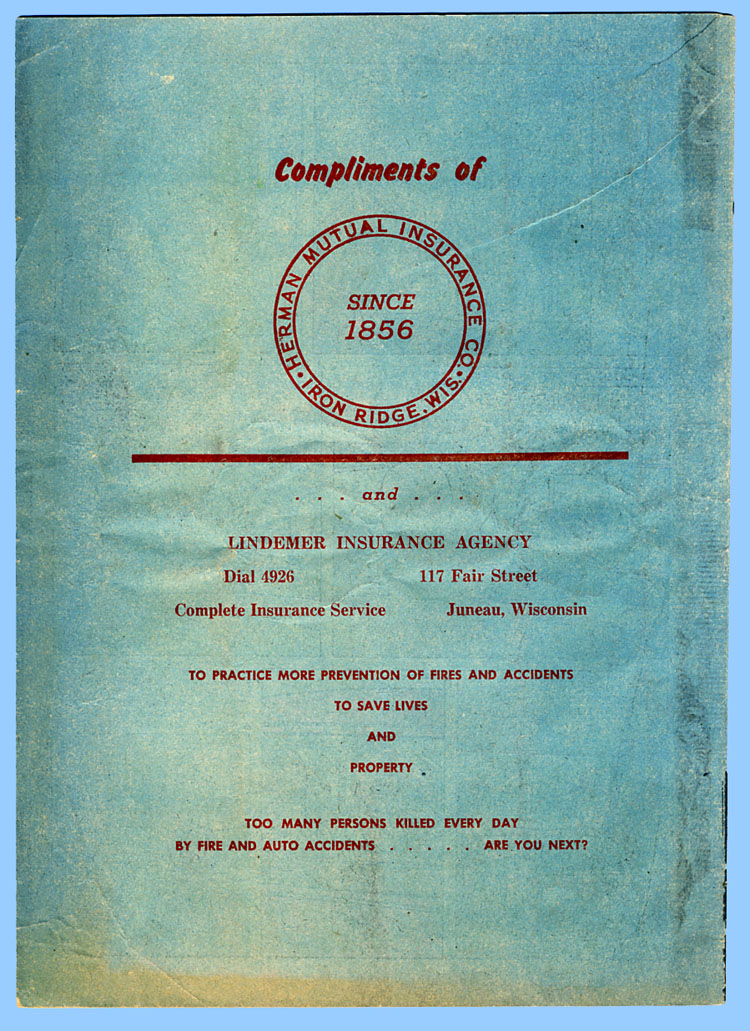 Compliments of
HERMAN MUTUAL INSURANCE CO.
SINCE
1856
• IRON RIDGE, WIS. •
. . . and . . .
LINDEMER INSURANCE AGENCY
Dial 4926 117 Fair Street
Complete Insurance Service Juneau, Wisconsin
TO PRACTICE MORE PREVENTION OF FIRES AND ACCIDENTS
TO SAVE LIVES
AND
PROPERTY
TOO MANY PERSONS KILLED EVERY DAY
BY FIRE AND AUTO ACCIDENTS . . . . . ARE YOU NEXT?